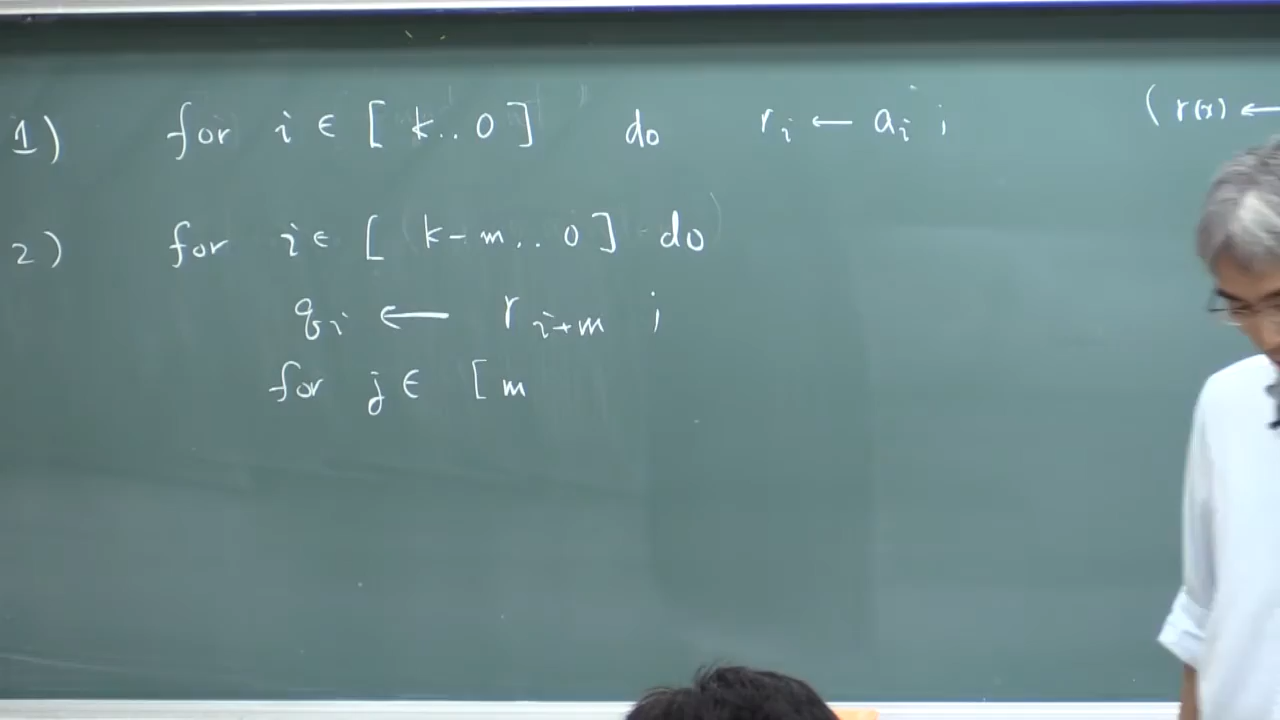 1) for i ∈ [ k..0 ] do r_i ← a_i ; (r(x) ←
2) for i ∈ [ k-m..0 ] do
q_i ← r_{i+m} ;
for j ∈ [ m